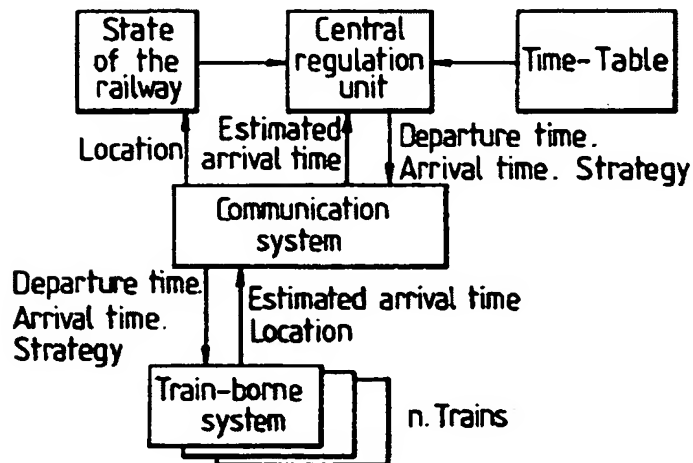 State
of the
railway
Central
regulation
unit
Time-Table
Location
Estimated
arrival time
Departure time.
Arrival time. Strategy
Communication
system
Departure time.
Arrival time.
Strategy
Estimated arrival time
Location
Train-borne
system
n. Trains